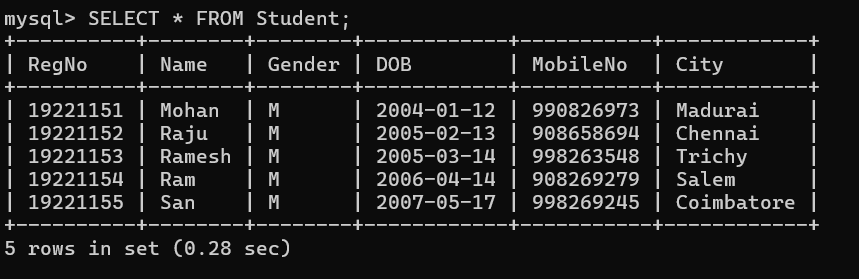 mysql> SELECT * FROM Student;
+----------+--------+--------+------------+-----------+------------+
| RegNo    | Name   | Gender | DOB        | MobileNo  | City       |
+----------+--------+--------+------------+-----------+------------+
| 19221151 | Mohan  | M      | 2004-01-12 | 990826973 | Madurai    |
| 19221152 | Raju   | M      | 2005-02-13 | 908658694 | Chennai    |
| 19221153 | Ramesh | M      | 2005-03-14 | 998263548 | Trichy     |
| 19221154 | Ram    | M      | 2006-04-14 | 908269279 | Salem      |
| 19221155 | San    | M      | 2007-05-17 | 998269245 | Coimbatore |
+----------+--------+--------+------------+-----------+------------+
5 rows in set (0.28 sec)